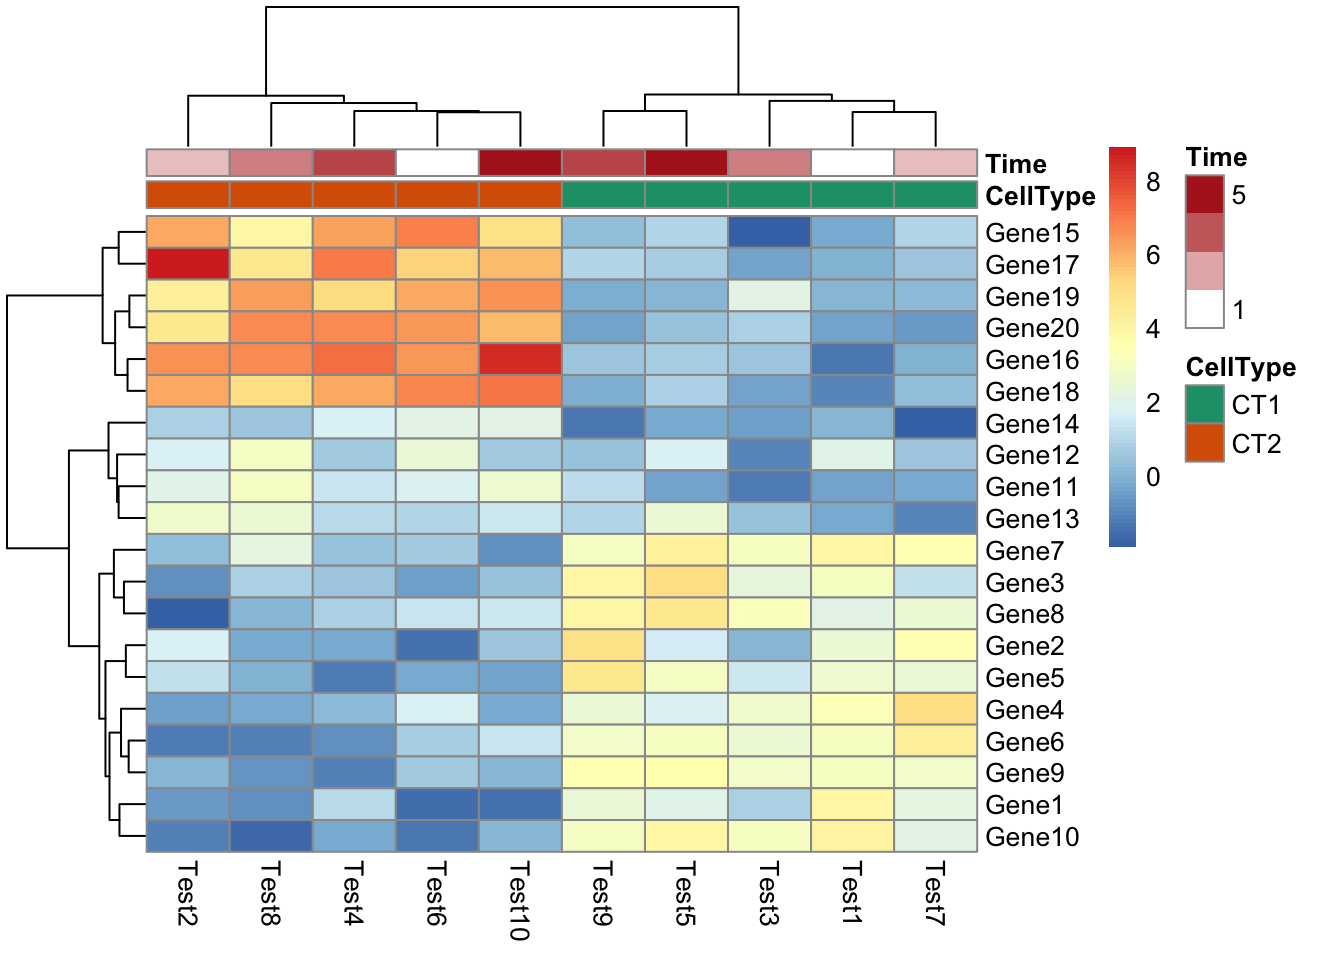 Time
CellType
Gene15
Gene17
Gene19
Gene20
Gene16
Gene18
Gene14
Gene12
Gene11
Gene13
Gene7
Gene3
Gene8
Gene2
Gene5
Gene4
Gene6
Gene9
Gene1
Gene10
Test2
Test8
Test4
Test6
Test10
Test9
Test5
Test3
Test1
Test7
8
6
4
2
0
Time
5
1
CellType
CT1
CT2